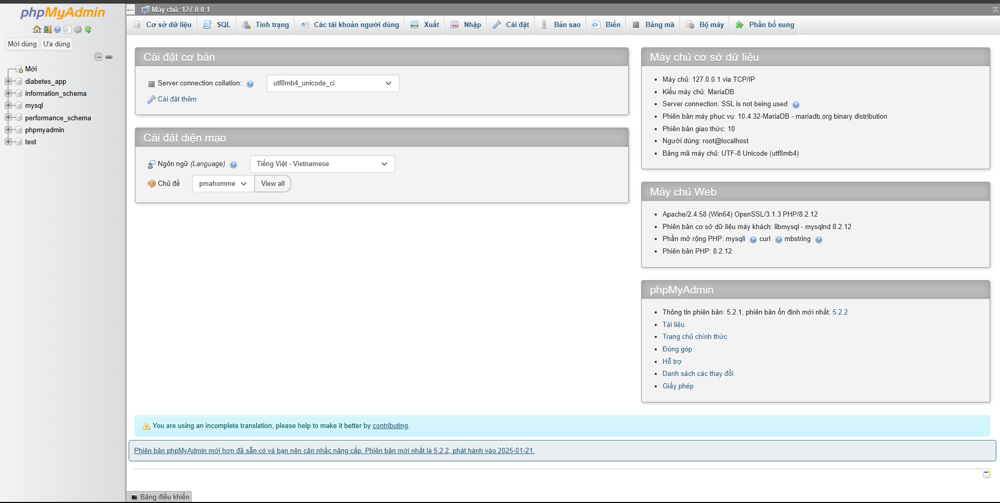 phpMyAdmin
Mới dùng
Ưa dùng
Mới
diabetes_app
information_schema
mysql
performance_schema
phpmyadmin
test
Máy chủ: 127.0.0.1
Cơ sở dữ liệu
SQL
Tình trạng
Các tài khoản người dùng
Xuất
Nhập
Cài đặt
Bản sao
Biến
Bảng mã
Bộ máy
Phần bổ sung
Cài đặt cơ bản
Server connection collation:
utf8mb4_unicode_ci
Cài đặt thêm
Cài đặt diện mạo
Ngôn ngữ (Language)
Tiếng Việt - Vietnamese
Chủ đề
pmahomme
View all
Máy chủ cơ sở dữ liệu
Máy chủ: 127.0.0.1 via TCP/IP
Kiểu máy chủ: MariaDB
Server connection: SSL is not being used
Phiên bản máy phục vụ: 10.4.32-MariaDB - mariadb.org binary distribution
Phiên bản giao thức: 10
Người dùng: root@localhost
Bảng mã máy chủ: UTF-8 Unicode (utf8mb4)
Máy chủ Web
Apache/2.4.58 (Win64) OpenSSL/3.1.3 PHP/8.2.12
Phiên bản cơ sở dữ liệu máy khách: libmysql - mysqlnd 8.2.12
Phần mở rộng PHP: mysqli curl mbstring
Phiên bản PHP: 8.2.12
phpMyAdmin
Thông tin phiên bản: 5.2.1, phiên bản ổn định mới nhất: 5.2.2
Tài liệu
Trang chủ chính thức
Đóng góp
Hỗ trợ
Danh sách các thay đổi
Giấy phép
You are using an incomplete translation, please help to make it better by contributing.
Phiên bản phpMyAdmin mới hơn đã sẵn có và bạn nên cân nhắc nâng cấp. Phiên bản mới nhất là 5.2.2, phát hành vào 2025-01-21.
Bảng điều khiển